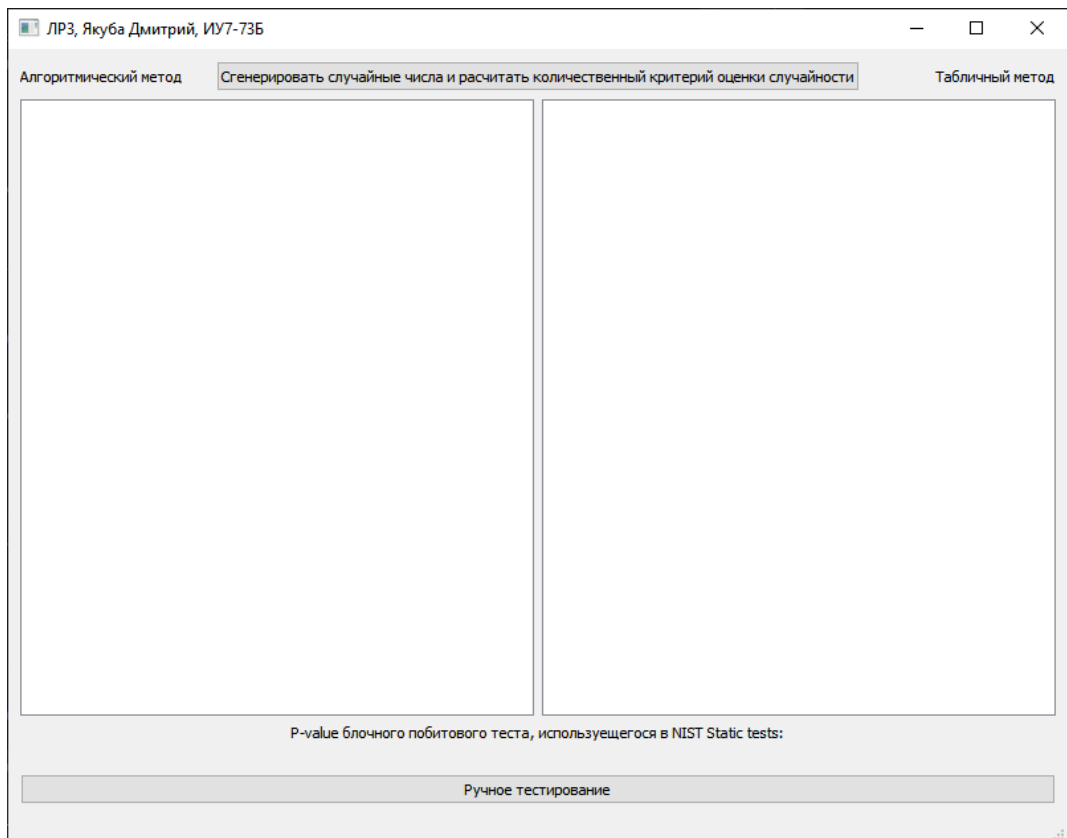 ЛР3, Якуба Дмитрий, ИУ7-73Б
Алгоритмический метод
Сгенерировать случайные числа и расчитать количественный критерий оценки случайности
Табличный метод
P-value блочного побитового теста, используещегося в NIST Static tests:
Ручное тестирование